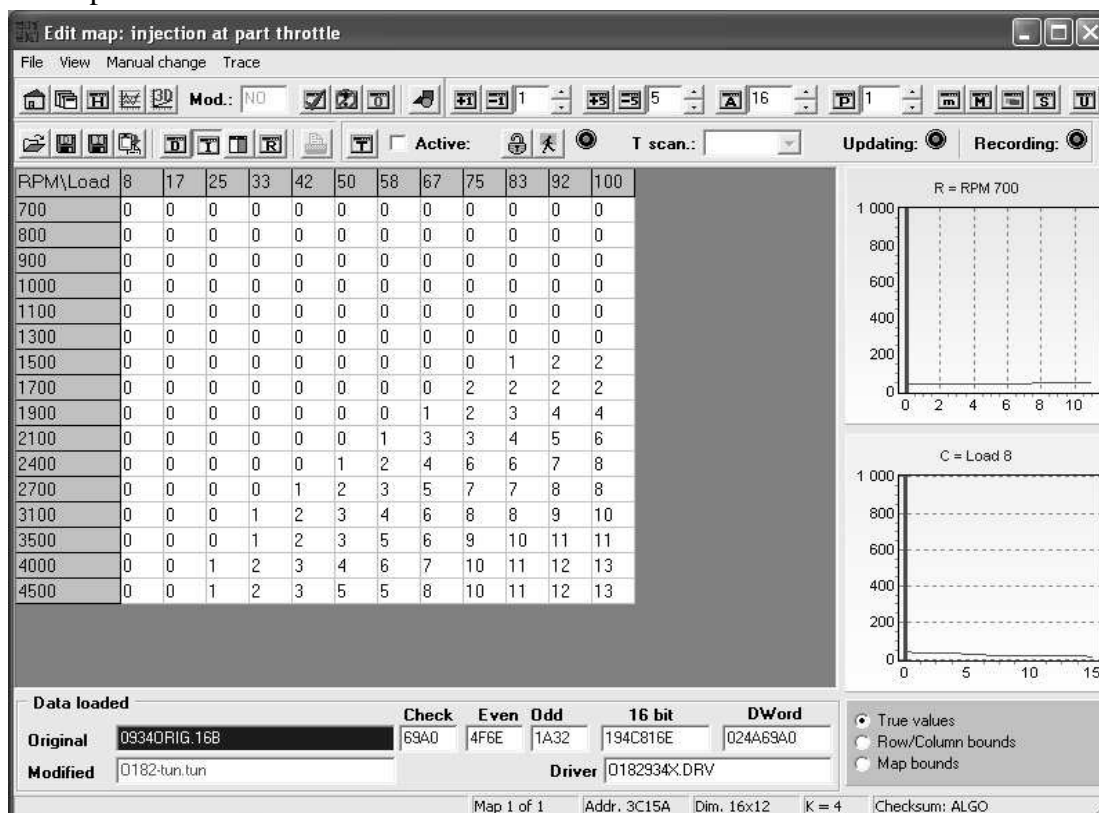 Edit map: injection at part throttle
File View Manual change Trace
H 3D Mod.: NO 0 +1 =1 1 +5 =5 5 A 16 P 1 m M S U
D I T R T Active: T scan.: Updating: Recording:
RPM\Load 8 17 25 33 42 50 58 67 75 83 92 100
700 0 0 0 0 0 0 0 0 0 0 0 0
800 0 0 0 0 0 0 0 0 0 0 0 0
900 0 0 0 0 0 0 0 0 0 0 0 0
1000 0 0 0 0 0 0 0 0 0 0 0 0
1100 0 0 0 0 0 0 0 0 0 0 0 0
1300 0 0 0 0 0 0 0 0 0 0 0 0
1500 0 0 0 0 0 0 0 0 0 1 2 2
1700 0 0 0 0 0 0 0 0 2 2 2 2
1900 0 0 0 0 0 0 0 1 2 3 4 4
2100 0 0 0 0 0 0 1 3 3 4 5 6
2400 0 0 0 0 0 1 2 4 6 6 7 8
2700 0 0 0 0 1 2 3 5 7 7 8 8
3100 0 0 0 1 2 3 4 6 8 8 9 10
3500 0 0 0 1 2 3 5 6 9 10 11 11
4000 0 0 1 2 3 4 6 7 10 11 12 13
4500 0 0 1 2 3 5 5 8 10 11 12 13
R = RPM 700
1 000
800
600
400
200
0
0 2 4 6 8 10
C = Load 8
1 000
800
600
400
200
0
0 5 10 15
Data loaded
Check Even Odd 16 bit DWord
Original 0934ORIG.16B 69A0 4F6E 1A32 194C816E 024A69A0
Modified 0182-tun.tun Driver 0182934X.DRV
True values
Row/Column bounds
Map bounds
Map 1 of 1 Addr. 3C15A Dim. 16x12 K = 4 Checksum: ALGO